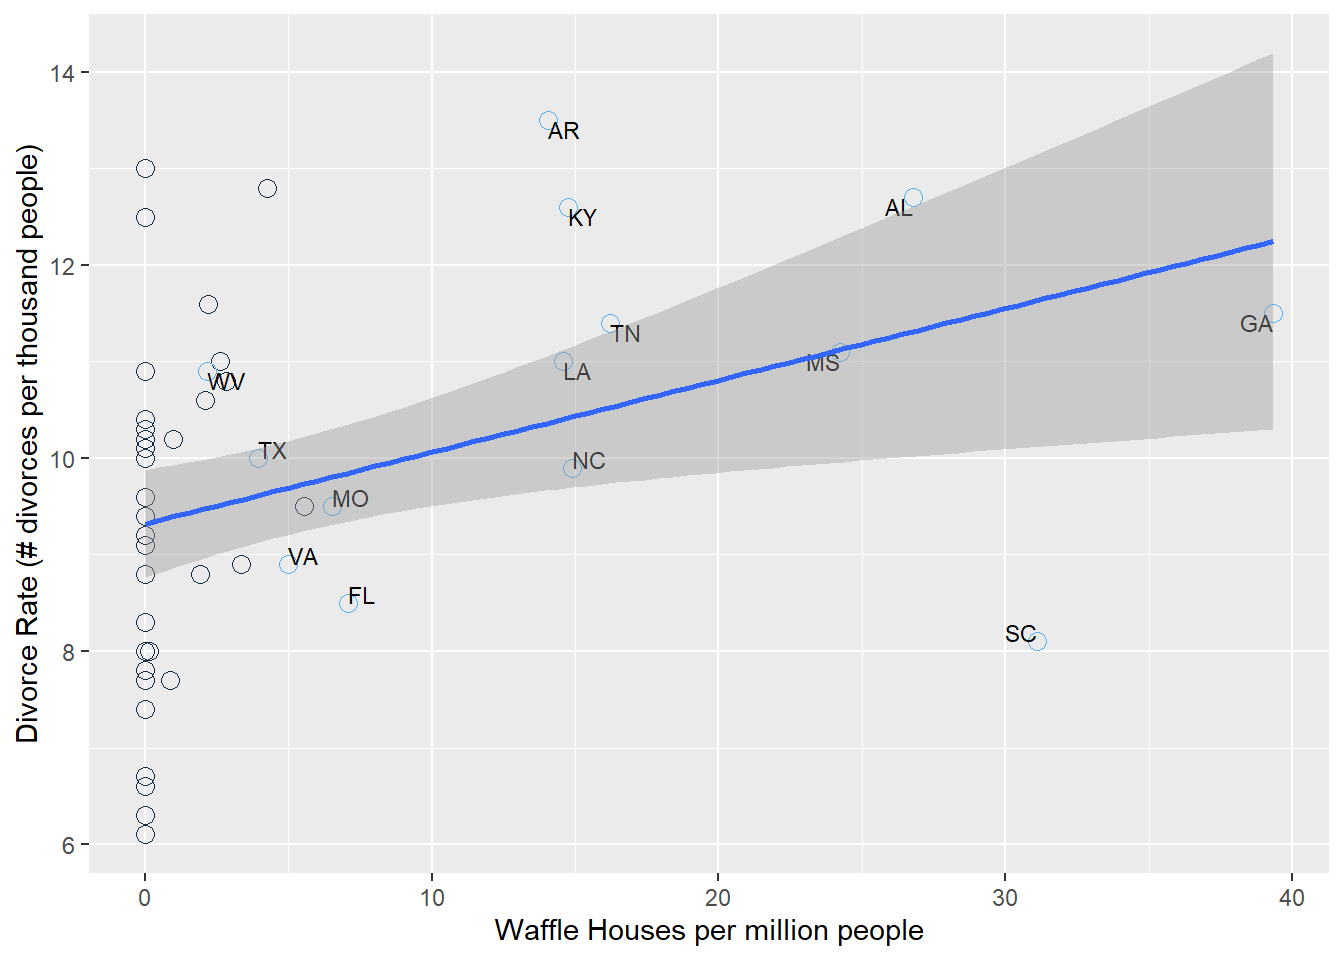 14
12
10
8
6
AR
KY
AL
TN
GA
LA
MS
WV
TX
NC
MO
VA
FL
SC
0
10
20
30
40
Waffle Houses per million people
Divorce Rate (# divorces per thousand people)